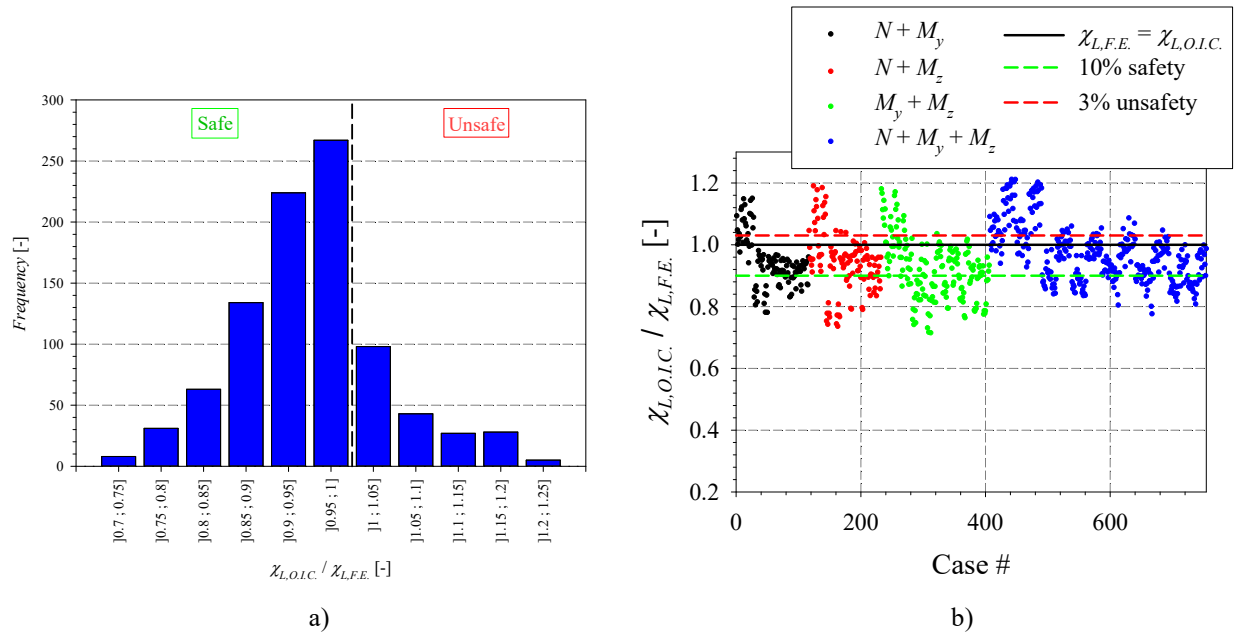 300
250
200
150
100
50
0
Frequency [-]
Safe
Unsafe
]0.7 ; 0.75]
]0.75 ; 0.8]
]0.8 ; 0.85]
]0.85 ; 0.9]
]0.9 ; 0.95]
]0.95 ; 1]
]1 ; 1.05]
]1.05 ; 1.1]
]1.1 ; 1.15]
]1.15 ; 1.2]
]1.2 ; 1.25]
χL,O.I.C. / χL,F.E. [-]
a)
N + My
N + Mz
My + Mz
N + My + Mz
χL,F.E. = χL,O.I.C.
10% safety
3% unsafety
1.2
1.0
0.8
0.6
0.4
0.2
χL,O.I.C. / χL,F.E. [-]
0 200 400 600
Case #
b)